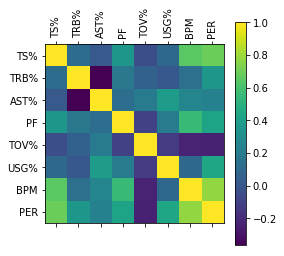 TS%
TRB%
AST%
PF
TOV%
USG%
BPM
PER
TS%
TRB%
AST%
PF
TOV%
USG%
BPM
PER
1.0
0.8
0.6
0.4
0.2
0.0
−0.2